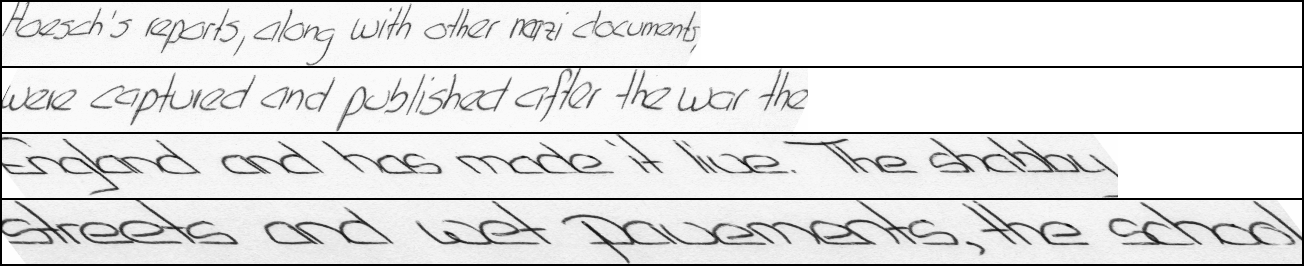 Hoesch's reports, along with other nazi documents,
were captured and published after the war the
England and has made it live. The shabby
streets and wet pavements, the school